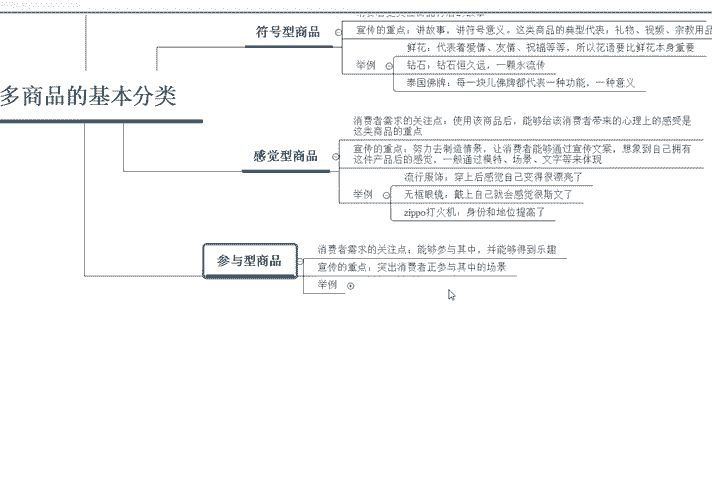 符号型商品
宣传的重点：讲故事，讲符号意义。这类商品的典型代表：礼物、视频、宗教用品
鲜花：代表着爱情、友情、祝福等等，所以花语要比鲜花本身重要
举例
钻石：钻石恒久远，一颗永流传
泰国佛牌：每一块儿佛牌都代表一种功能，一种意义
多商品的基本分类
消费者需求的关注点：使用该商品后，能够给该消费者带来的心理上的感受是
这类商品的重点
感觉型商品
宣传的重点：努力去制造情景，让消费者能够通过宣传文案，想象到自己拥有
这件产品后的感觉，一般通过模特、场景、文字等来体现
流行服饰：穿上后感觉自己变得很漂亮了
举例
无框眼镜：戴上自己就会感觉很斯文了
zippo打火机：身份和地位提高了
参与型商品
消费者需求的关注点：能够参与其中，并能够得到乐趣
宣传的重点：突出消费者正参与其中的场景
举例